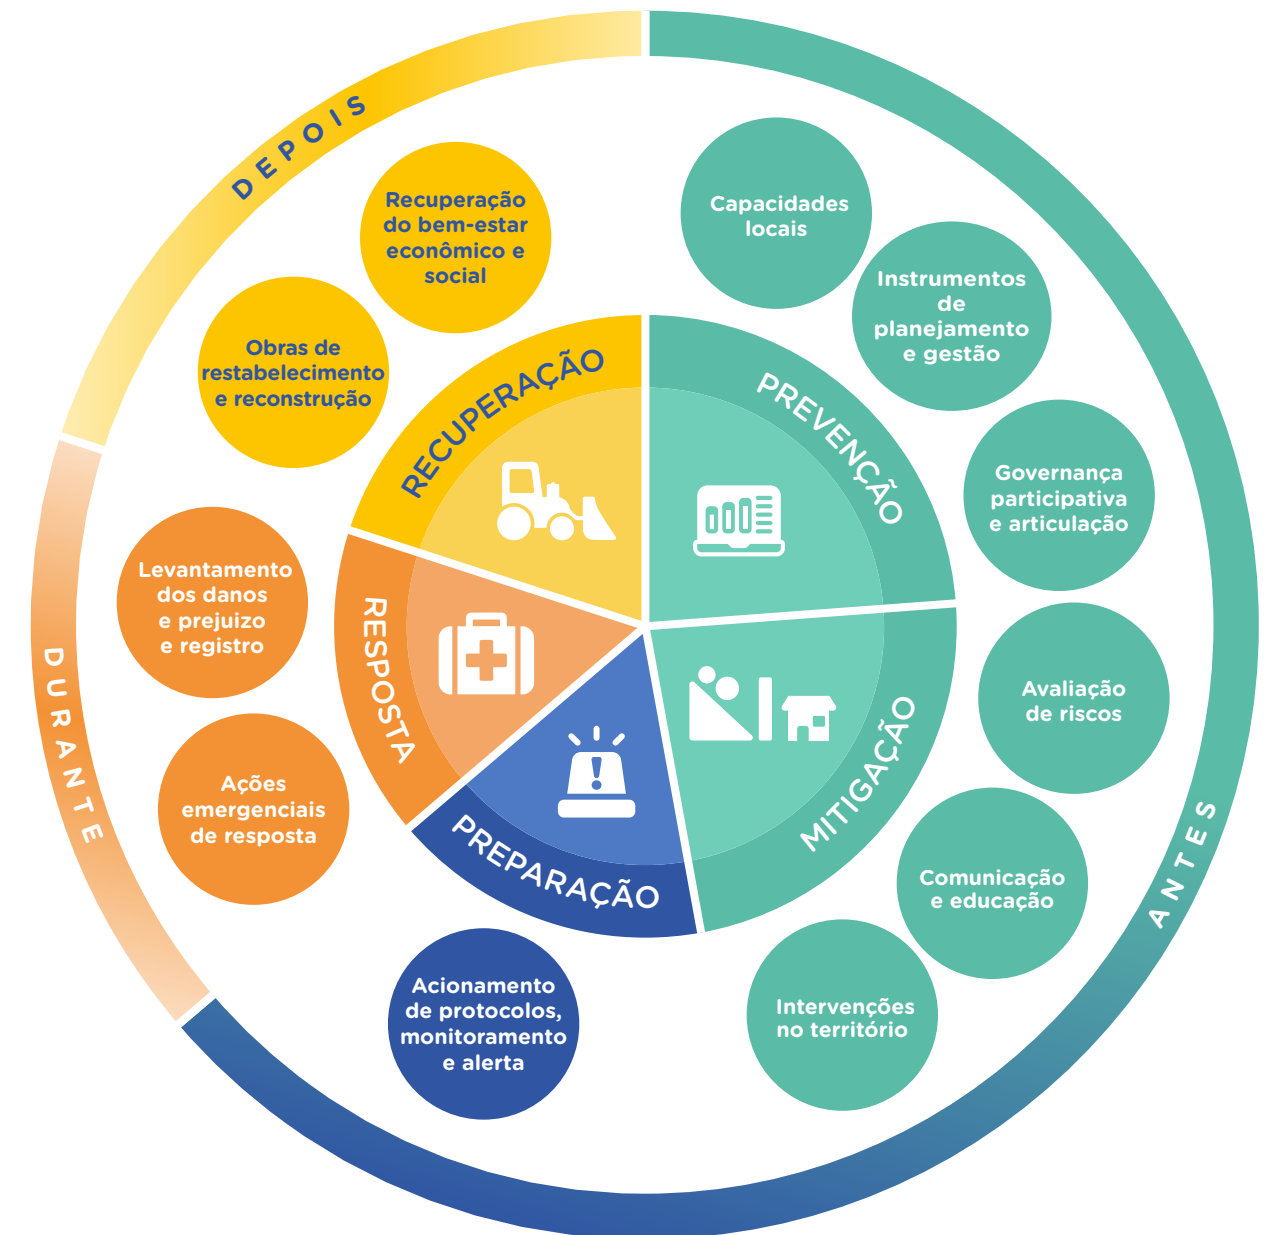 DEPOIS
Recuperação
do bem-estar
econômico e
social
Obras de
restabelecimento
e reconstrução
Capacidades
locais
Instrumentos
de
planejamento
e gestão
Governança
participativa
e articulação
Avaliação
de riscos
Comunicação
e educação
Intervenções
no território
ANTES
RECUPERAÇÃO
PREVENÇÃO
MITIGAÇÃO
PREPARAÇÃO
RESPOSTA
Levantamento
dos danos
e prejuizo
e registro
Ações
emergenciais
de resposta
DURANTE
Acionamento
de protocolos,
monitoramento
e alerta